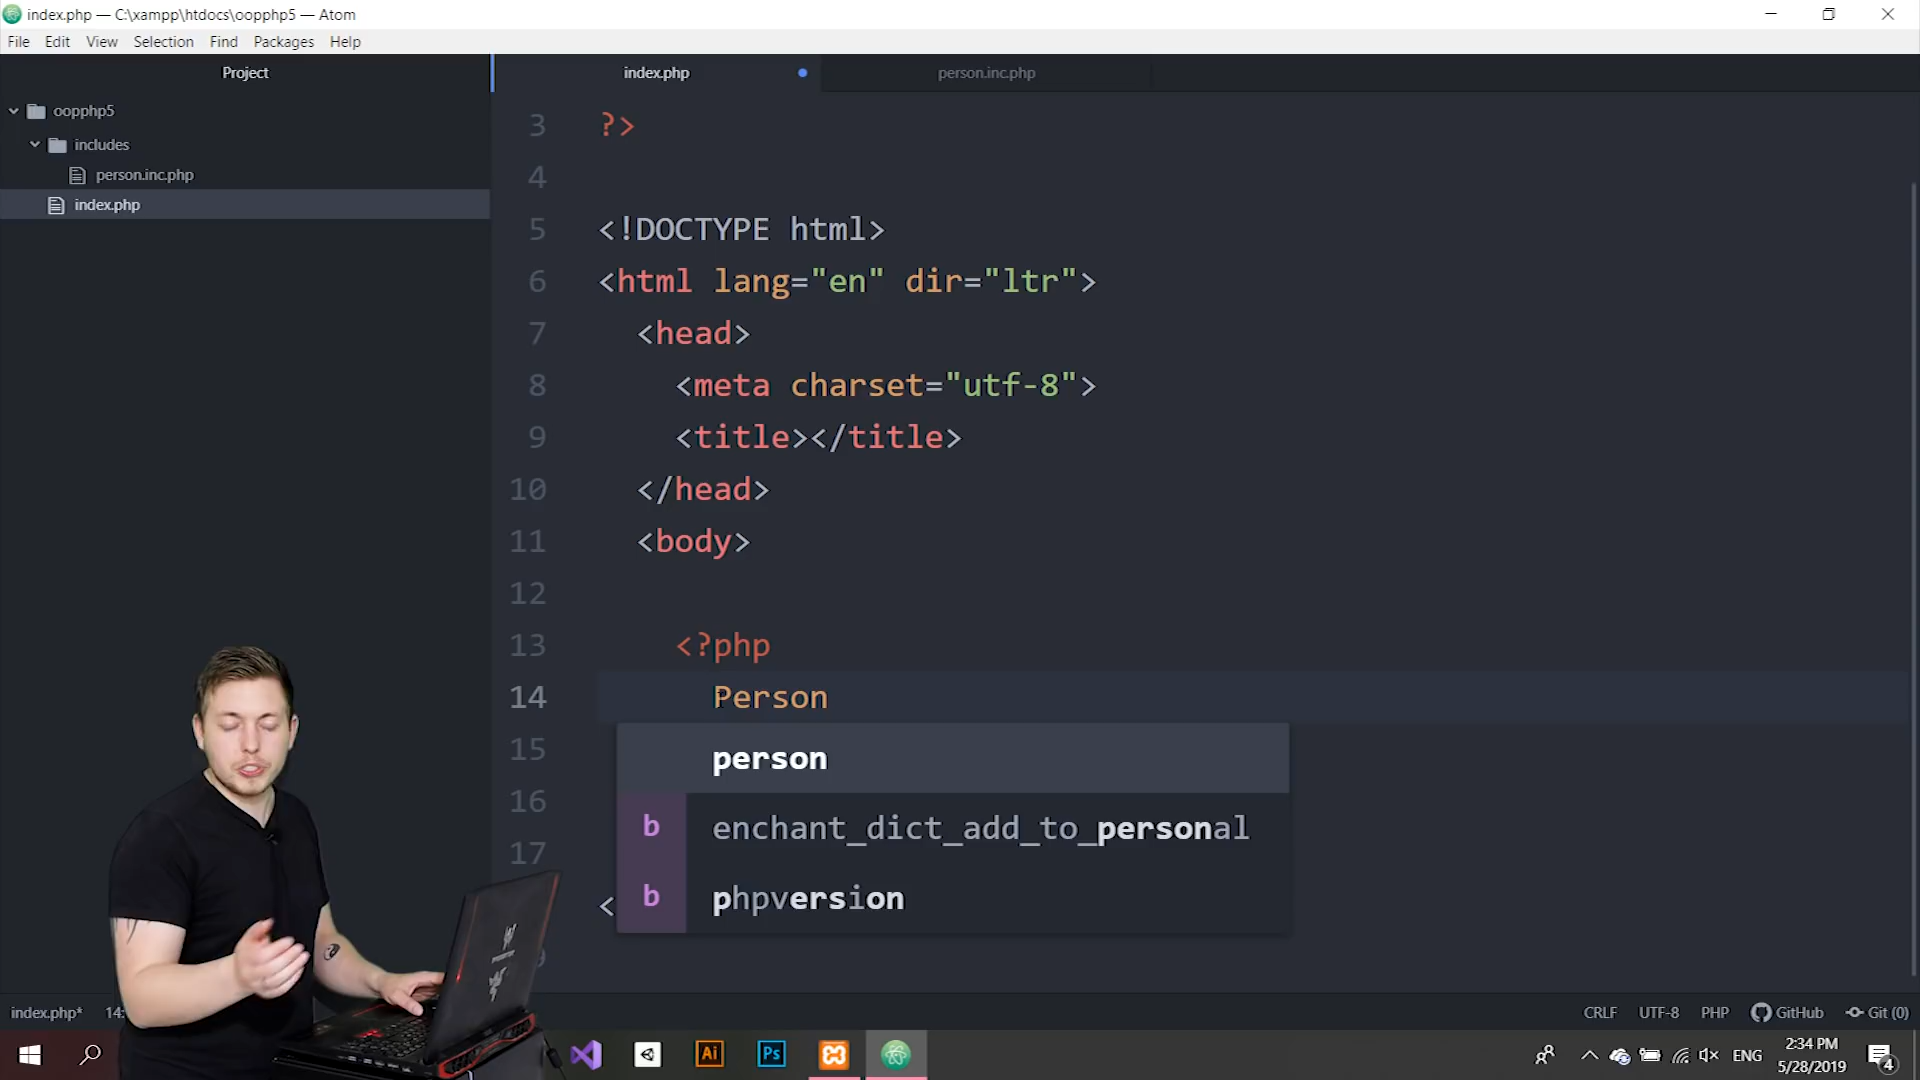 index.php — C:\xampp\htdocs\oopphp5 — Atom
File Edit View Selection Find Packages Help
Project
index.php
person.inc.php
oopphp5
includes
person.inc.php
index.php
3 ?>
4
5 <!DOCTYPE html>
6 <html lang="en" dir="ltr">
7 <head>
8 <meta charset="utf-8">
9 <title></title>
10 </head>
11 <body>
12
13 <?php
14 Person
15
16
17
<
person
b enchant_dict_add_to_personal
b phpversion
index.php* 14:
CRLF UTF-8 PHP GitHub Git (0)
Ai Ps
ENG
2:34 PM
5/28/2019
4